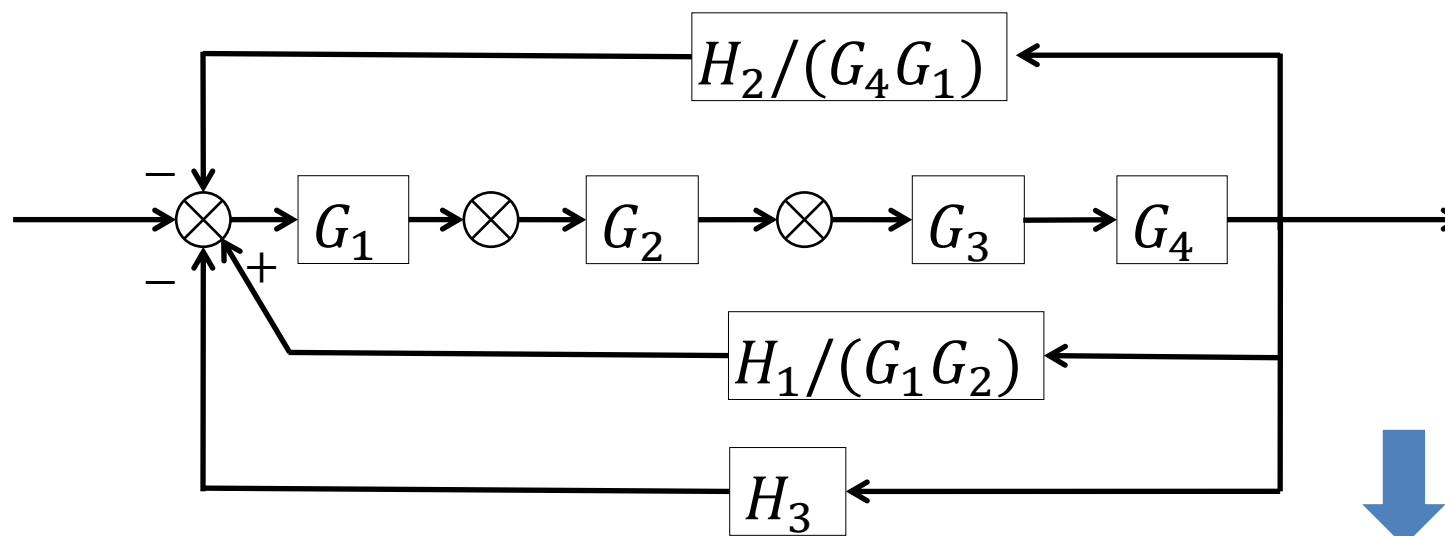 H₂/(G₄G₁)
−
G₁ G₂ G₃ G₄
− +
H₁/(G₁G₂)
H₃